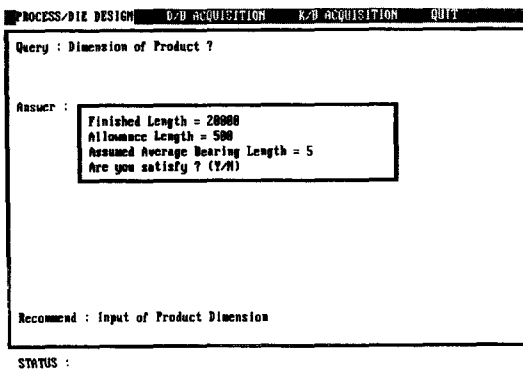 PROCESS/DIE DESIGN D/B ACQUISITION K/B ACQUISITION QUIT
Query : Dimension of Product ?
Answer :
Finished Length = 20000
Allowance Length = 500
Assumed Average Bearing Length = 5
Are you satisfy ? (Y/N)
Recommend : Input of Product Dimension
STATUS :